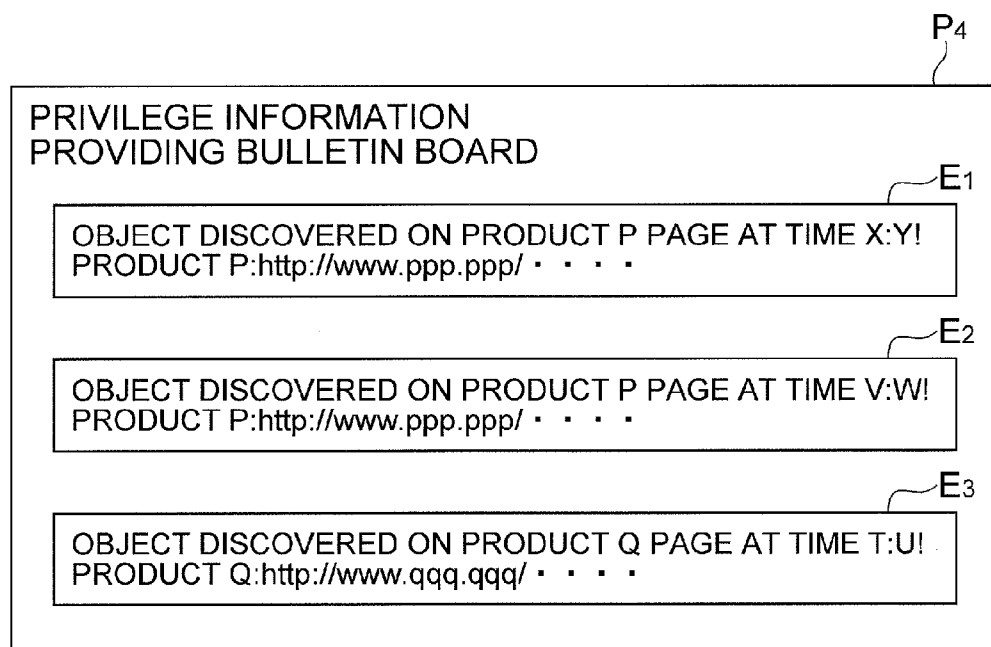 P4
PRIVILEGE INFORMATION
PROVIDING BULLETIN BOARD
E1
OBJECT DISCOVERED ON PRODUCT P PAGE AT TIME X:Y!
PRODUCT P:http://www.ppp.ppp/・・・・
E2
OBJECT DISCOVERED ON PRODUCT P PAGE AT TIME V:W!
PRODUCT P:http://www.ppp.ppp/・・・・
E3
OBJECT DISCOVERED ON PRODUCT Q PAGE AT TIME T:U!
PRODUCT Q:http://www.qqq.qqq/・・・・